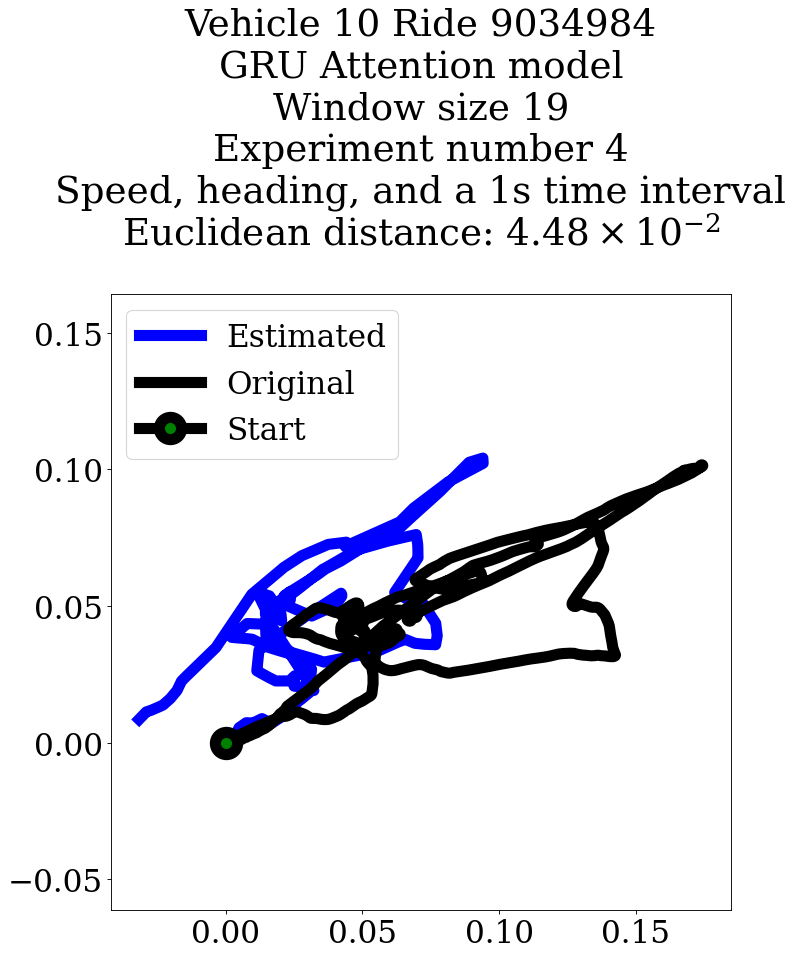 Vehicle 10 Ride 9034984
GRU Attention model
Window size 19
Experiment number 4
Speed, heading, and a 1s time interval
Euclidean distance: 4.48 × 10⁻²
0.15
0.10
0.05
0.00
−0.05
Estimated
Original
Start
0.00 0.05 0.10 0.15